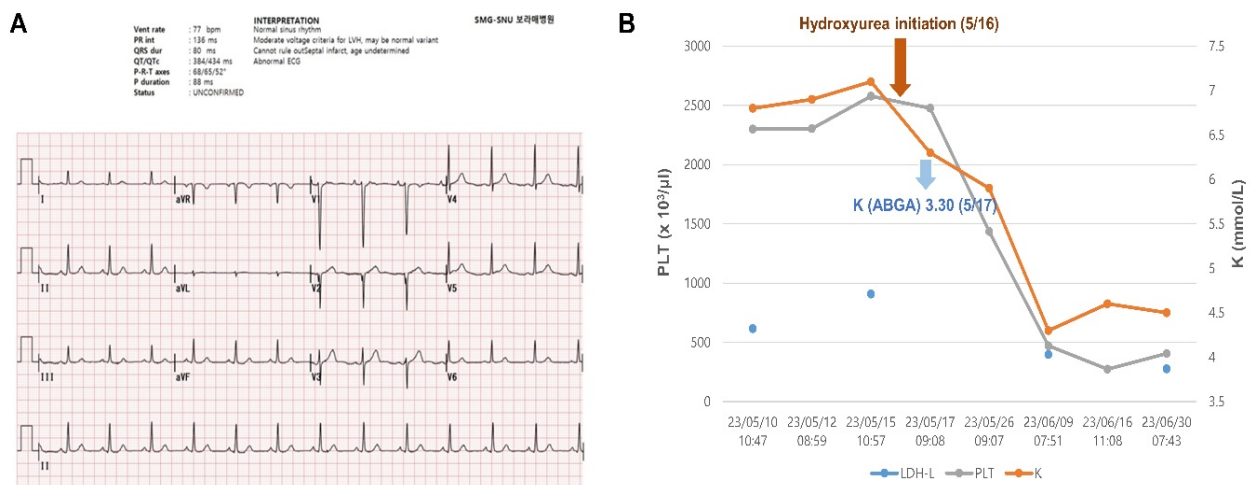 A
Vent rate : 77 bpm
PR int : 136 ms
QRS dur : 80 ms
QT/QTc : 384/434 ms
P-R-T axes : 68/65/52°
P duration : 88 ms
Status : UNCONFIRMED
INTERPRETATION
Normal sinus rhythm
Moderate voltage criteria for LVH, may be normal variant
Cannot rule outSeptal infarct, age undetermined
Abnormal ECG
SMG-SNU 보라매병원
I aVR V1 V4
II aVL V2 V5
III aVF V3 V6
II
B
Hydroxyurea initiation (5/16)
K (ABGA) 3.30 (5/17)
PLT (x 10³/μl)
3000
2500
2000
1500
1000
500
0
K (mmol/L)
7.5
7
6.5
6
5.5
5
4.5
4
3.5
23/05/10 23/05/12 23/05/15 23/05/17 23/05/26 23/06/09 23/06/16 23/06/30
10:47 08:59 10:57 09:08 09:07 07:51 11:08 07:43
LDH-L PLT K